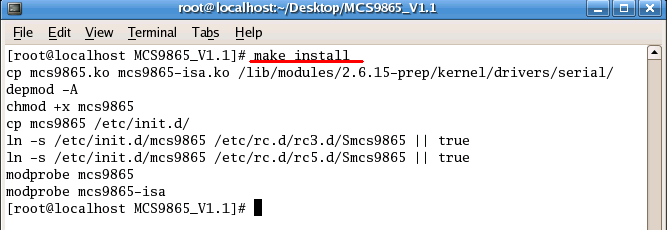 root@localhost:~/Desktop/MCS9865_V1.1
File Edit View Terminal Tabs Help
[root@localhost MCS9865_V1.1]# make install
cp mcs9865.ko mcs9865-isa.ko /lib/modules/2.6.15-prep/kernel/drivers/serial/
depmod -A
chmod +x mcs9865
cp mcs9865 /etc/init.d/
ln -s /etc/init.d/mcs9865 /etc/rc.d/rc3.d/Smcs9865 || true
ln -s /etc/init.d/mcs9865 /etc/rc.d/rc5.d/Smcs9865 || true
modprobe mcs9865
modprobe mcs9865-isa
[root@localhost MCS9865_V1.1]#